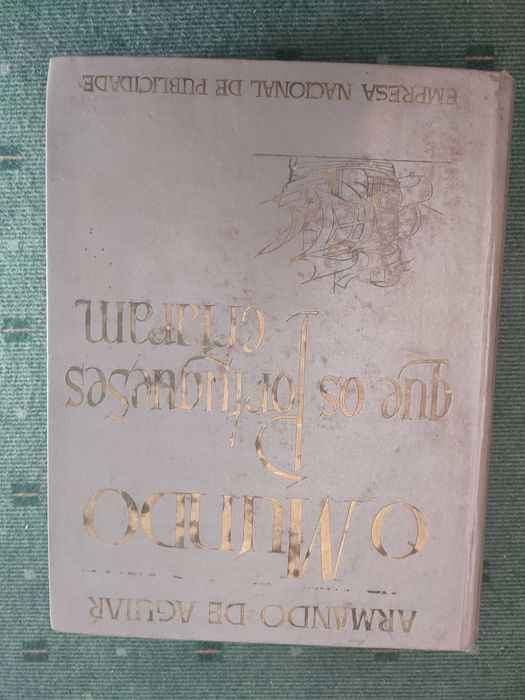 ARMANDO DE AGUIAR
O MUNDO
que os Portugueses
criaram
EMPRESA NACIONAL DE PUBLICIDADE